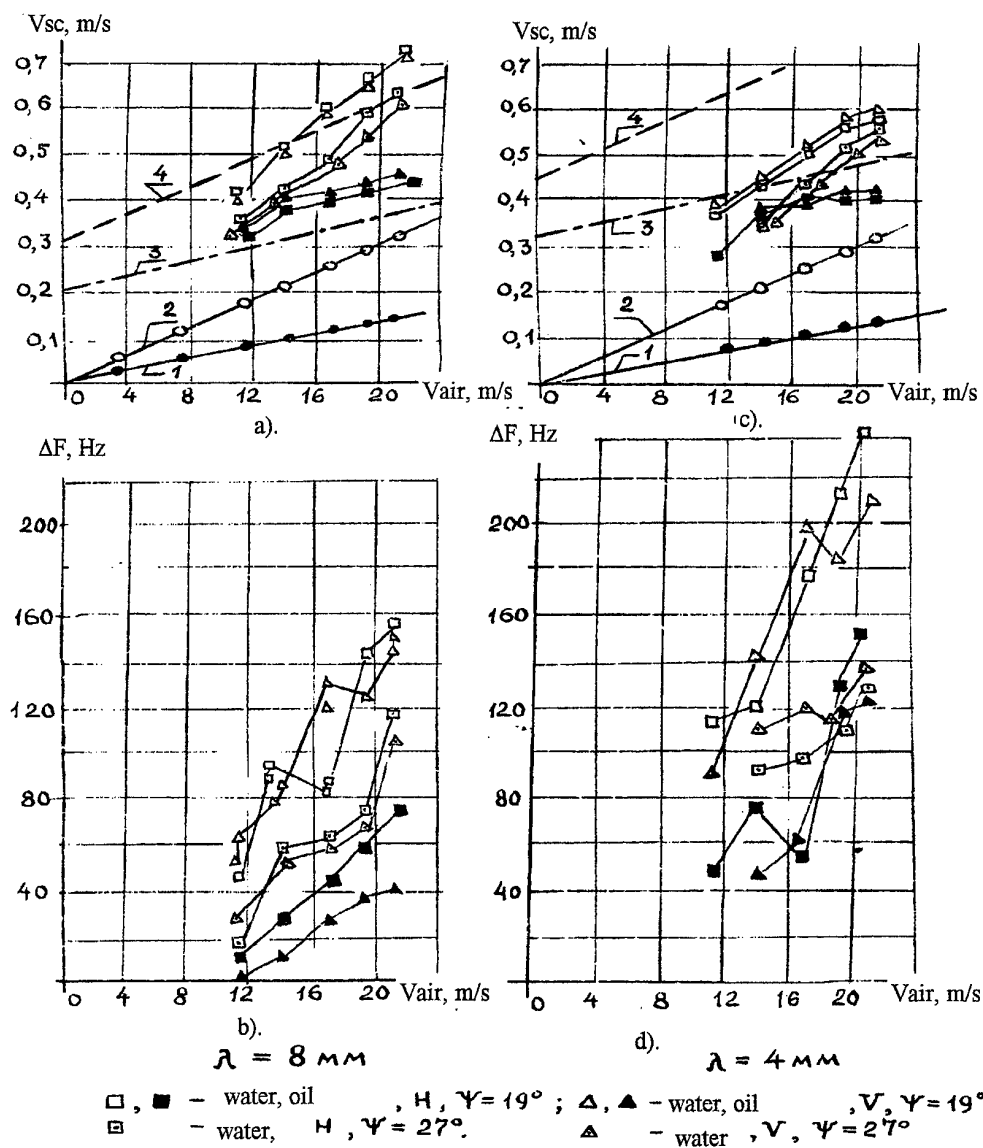 Vsc, m/s
Vsc, m/s
0,7
0,6
0,5
0,4
0,3
0,2
0,1
4
3
2
1
0 4 8 12 16 20 Vair, m/s
a).
0,7
0,6
0,5
0,4
0,3
0,2
0,1
4
3
2
1
0 4 8 12 16 20 Vair, m/s
c).
ΔF, Hz
200
160
120
80
40
0 4 8 12 16 20 Vair, m/s
b).
λ = 8 мм
ΔF, Hz
200
160
120
80
40
0 4 8 12 16 20 Vair, m/s
d).
λ = 4 мм
□, ■ – water, oil , H, Ψ=19° ; △, ▲ – water, oil , V, Ψ=19°
⊡ – water, H, Ψ=27°. ◬ – water V, Ψ=27°